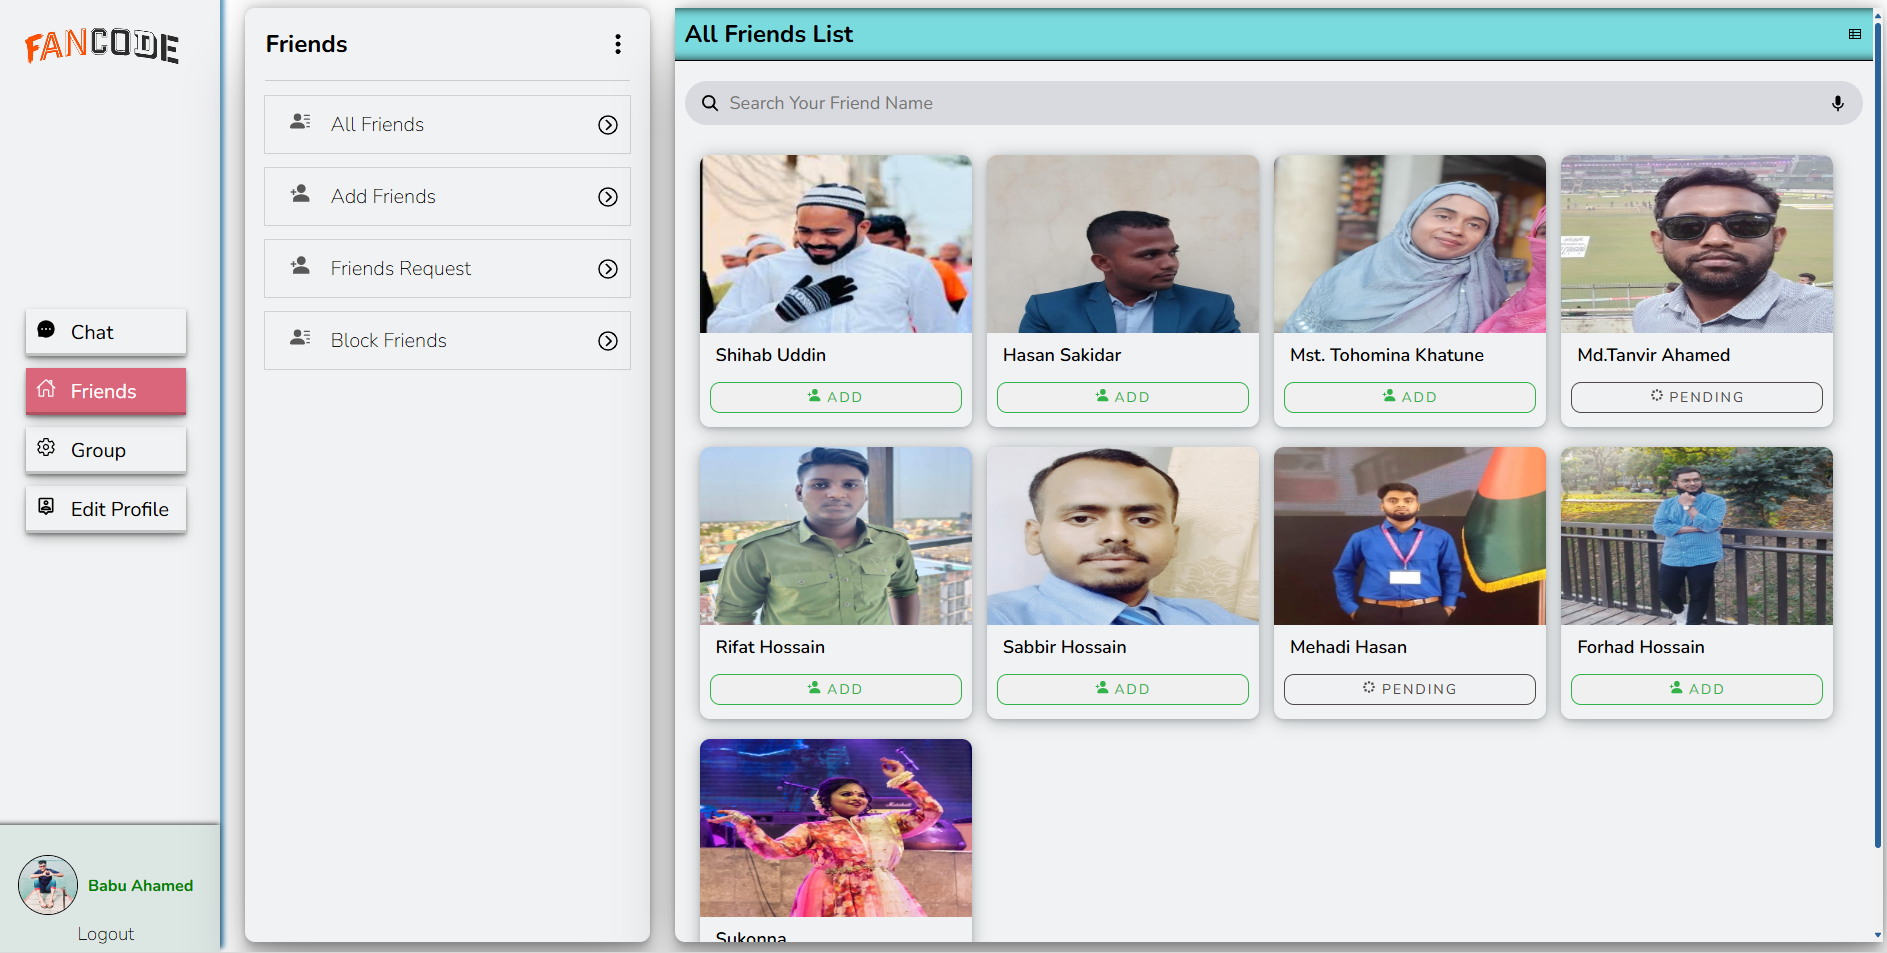 FANCODE
Chat
Friends
Group
Edit Profile
Babu Ahamed
Logout
Friends
All Friends
Add Friends
Friends Request
Block Friends
All Friends List
Search Your Friend Name
Shihab Uddin
ADD
Hasan Sakidar
ADD
Mst. Tohomina Khatune
ADD
Md.Tanvir Ahamed
PENDING
Rifat Hossain
ADD
Sabbir Hossain
ADD
Mehadi Hasan
PENDING
Forhad Hossain
ADD
Sukonna